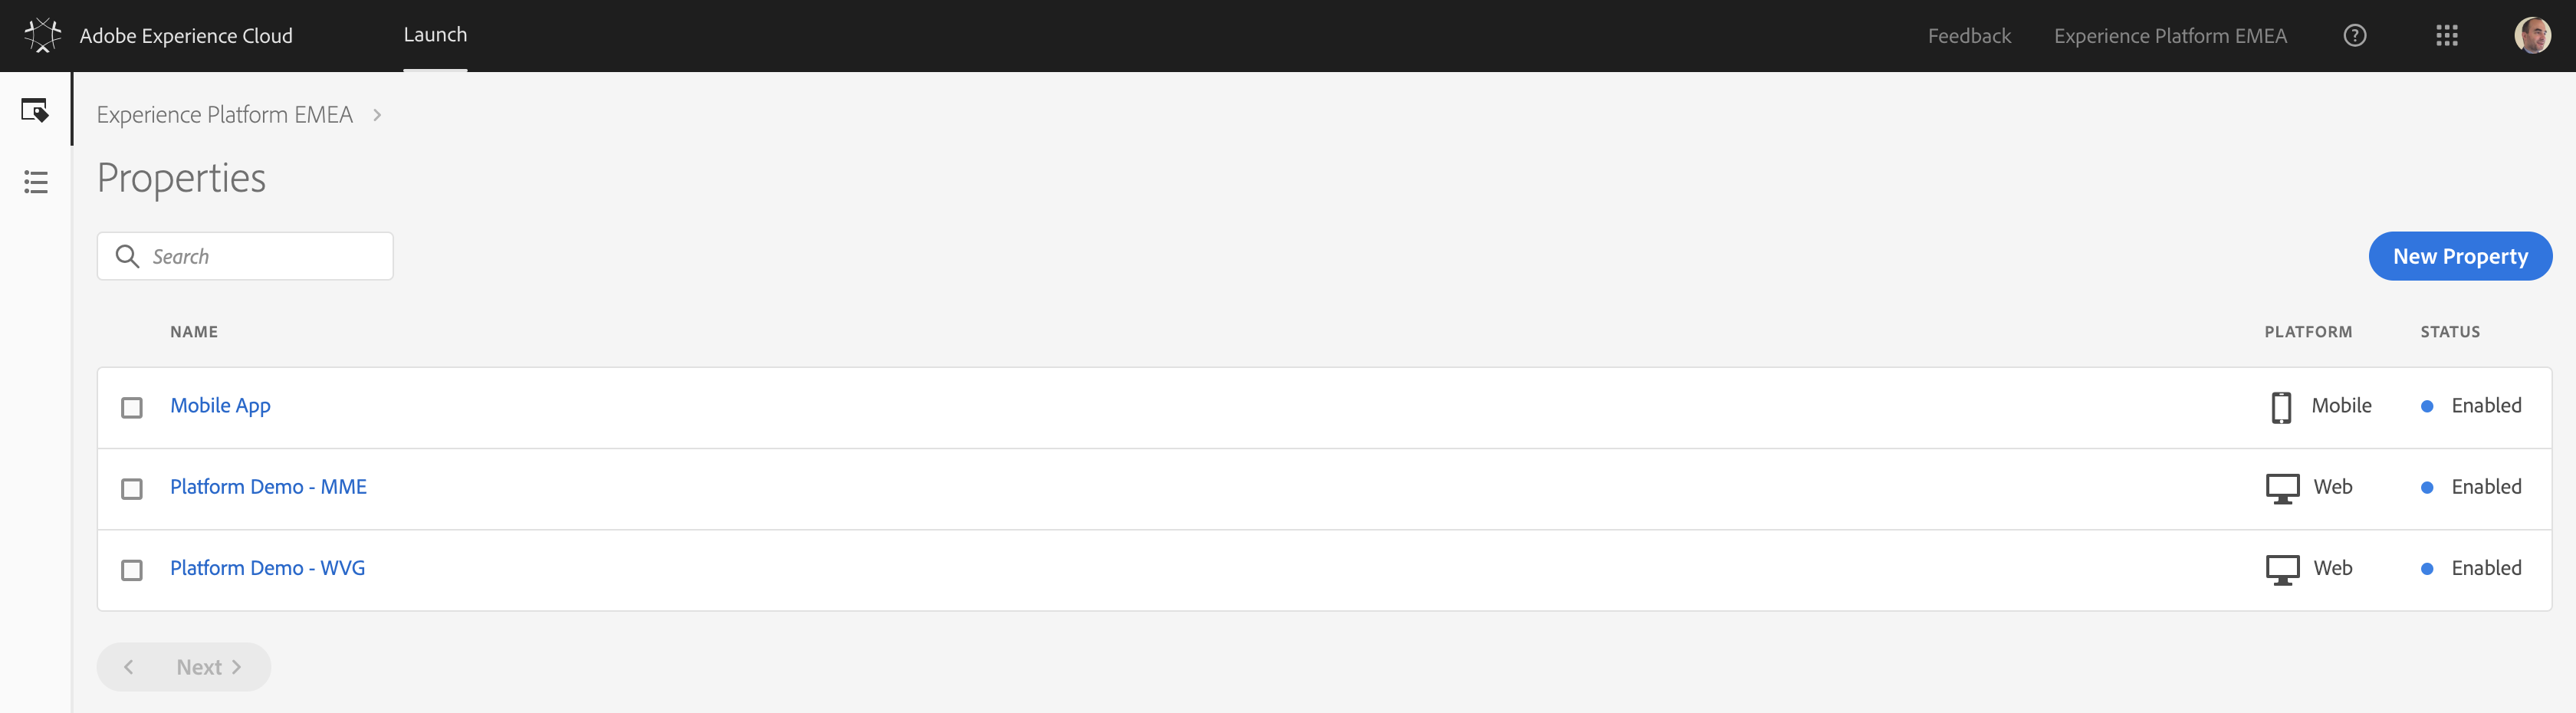 Adobe Experience Cloud Launch Feedback Experience Platform EMEA ?
Experience Platform EMEA >
Properties
Search New Property
NAME PLATFORM STATUS
Mobile App Mobile Enabled
Platform Demo - MME Web Enabled
Platform Demo - WVG Web Enabled
< Next >